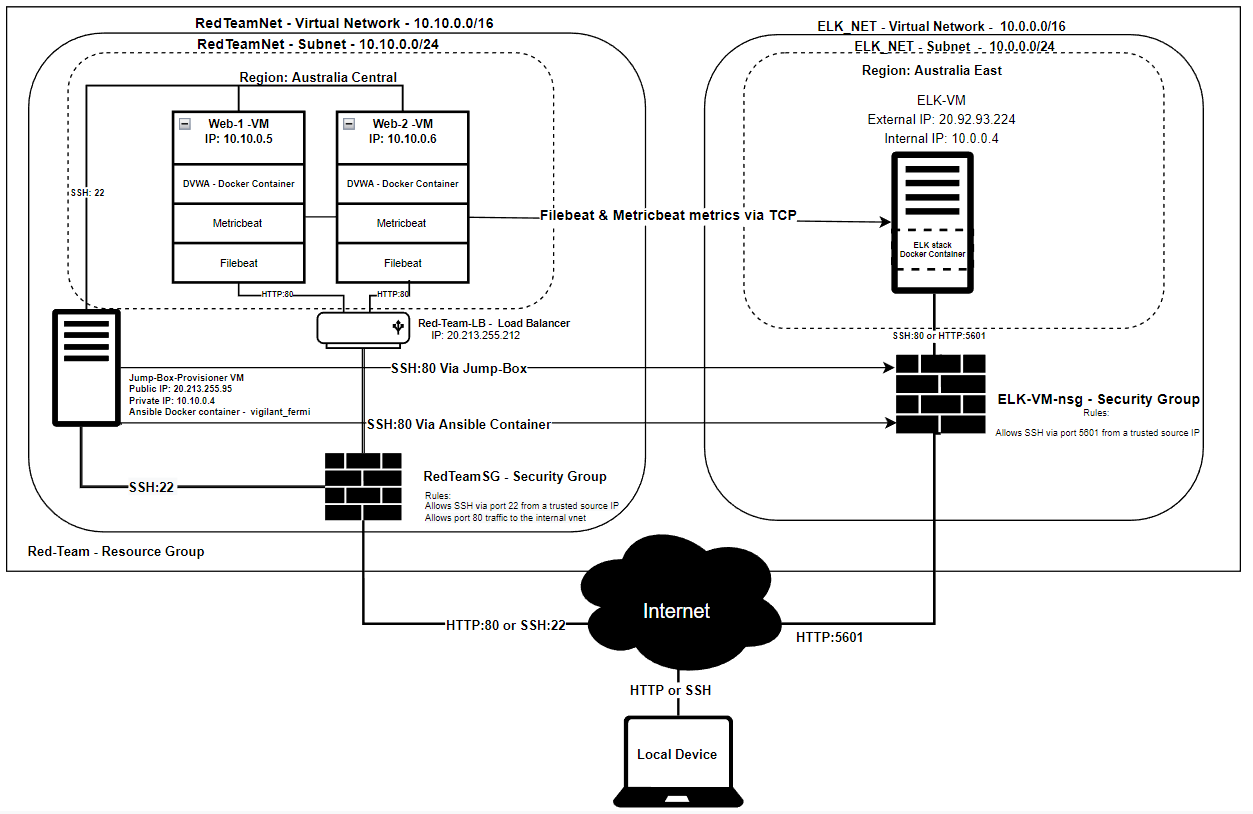 RedTeamNet - Virtual Network - 10.10.0.0/16
RedTeamNet - Subnet - 10.10.0.0/24
Region: Australia Central
Web-1 -VM
IP: 10.10.0.5
DVWA - Docker Container
Metricbeat
Filebeat
Web-2 -VM
IP: 10.10.0.6
DVWA - Docker Container
Metricbeat
Filebeat
SSH: 22
HTTP:80
HTTP:80
Filebeat & Metricbeat metrics via TCP
Red-Team-LB - Load Balancer
IP: 20.213.255.212
Jump-Box-Provisioner VM
Public IP: 20.213.255.95
Private IP: 10.10.0.4
Ansible Docker container - vigilant_fermi
SSH:80 Via Jump-Box
SSH:80 Via Ansible Container
SSH:22
RedTeamSG - Security Group
Rules:
Allows SSH via port 22 from a trusted source IP
Allows port 80 traffic to the internal vnet
Red-Team - Resource Group
ELK_NET - Virtual Network - 10.0.0.0/16
ELK_NET - Subnet - 10.0.0.0/24
Region: Australia East
ELK-VM
External IP: 20.92.93.224
Internal IP: 10.0.0.4
ELK stack
Docker Container
SSH:80 or HTTP:5601
ELK-VM-nsg - Security Group
Rules:
Allows SSH via port 5601 from a trusted source IP
Internet
HTTP:80 or SSH:22
HTTP:5601
HTTP or SSH
Local Device